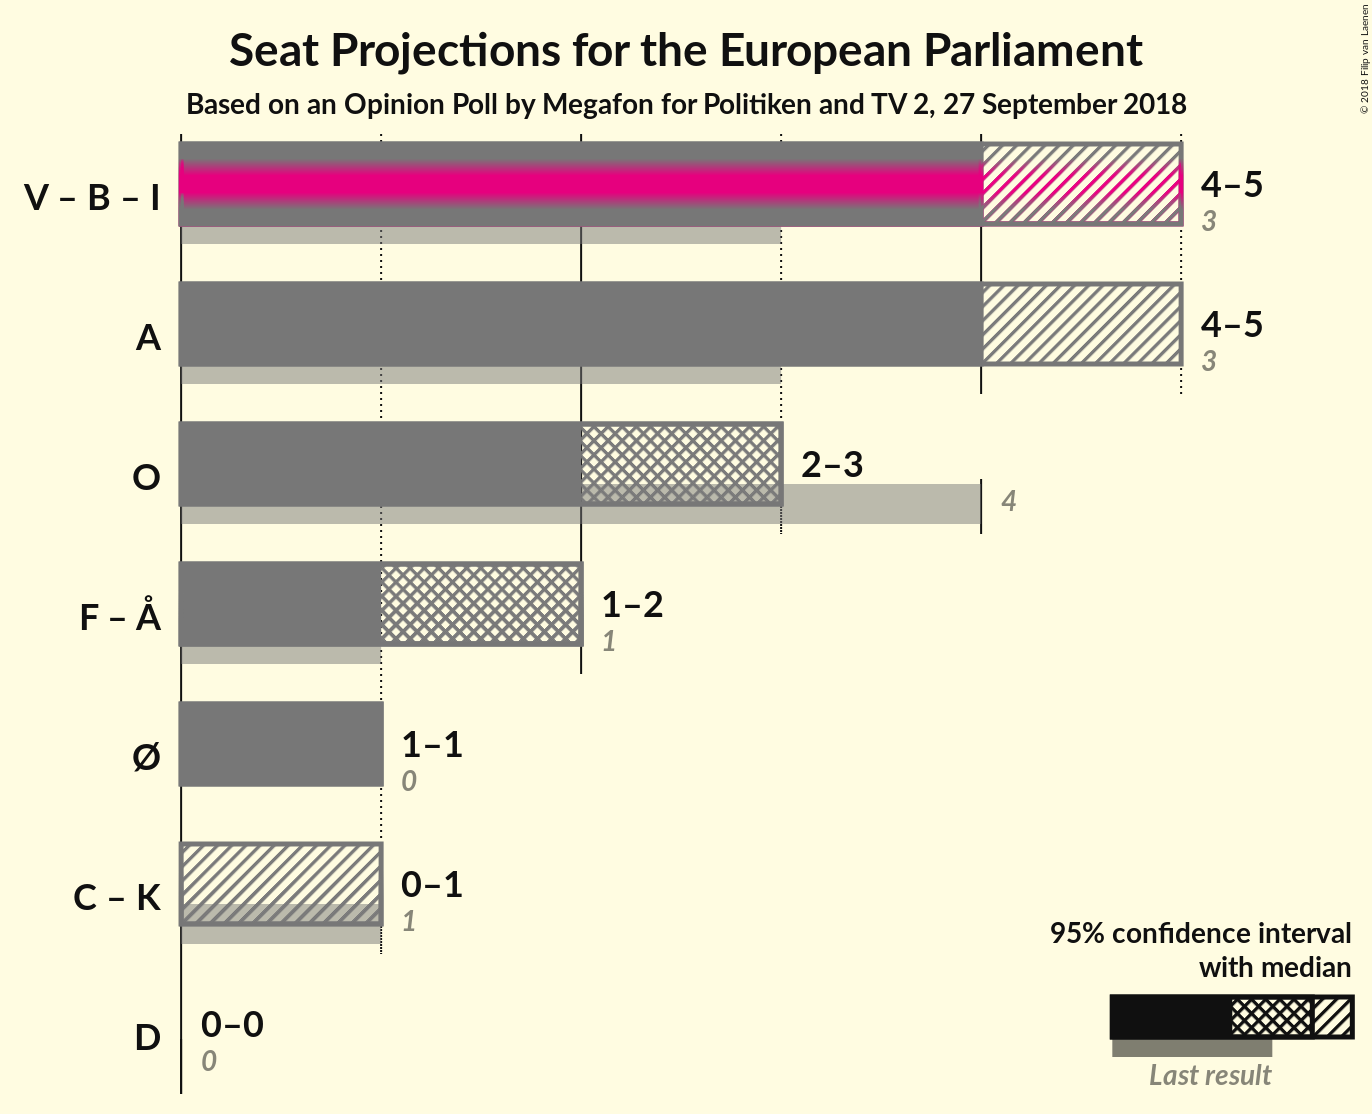 Seat Projections for the European Parliament
Based on an Opinion Poll by Megafon for Politiken and TV 2, 27 September 2018
© 2018 Filip van Laenen
V – B – I
4–5
3
A
4–5
3
O
2–3
4
F – Å
1–2
1
Ø
1–1
0
C – K
0–1
1
D
0–0
0
95% confidence interval
with median
Last result